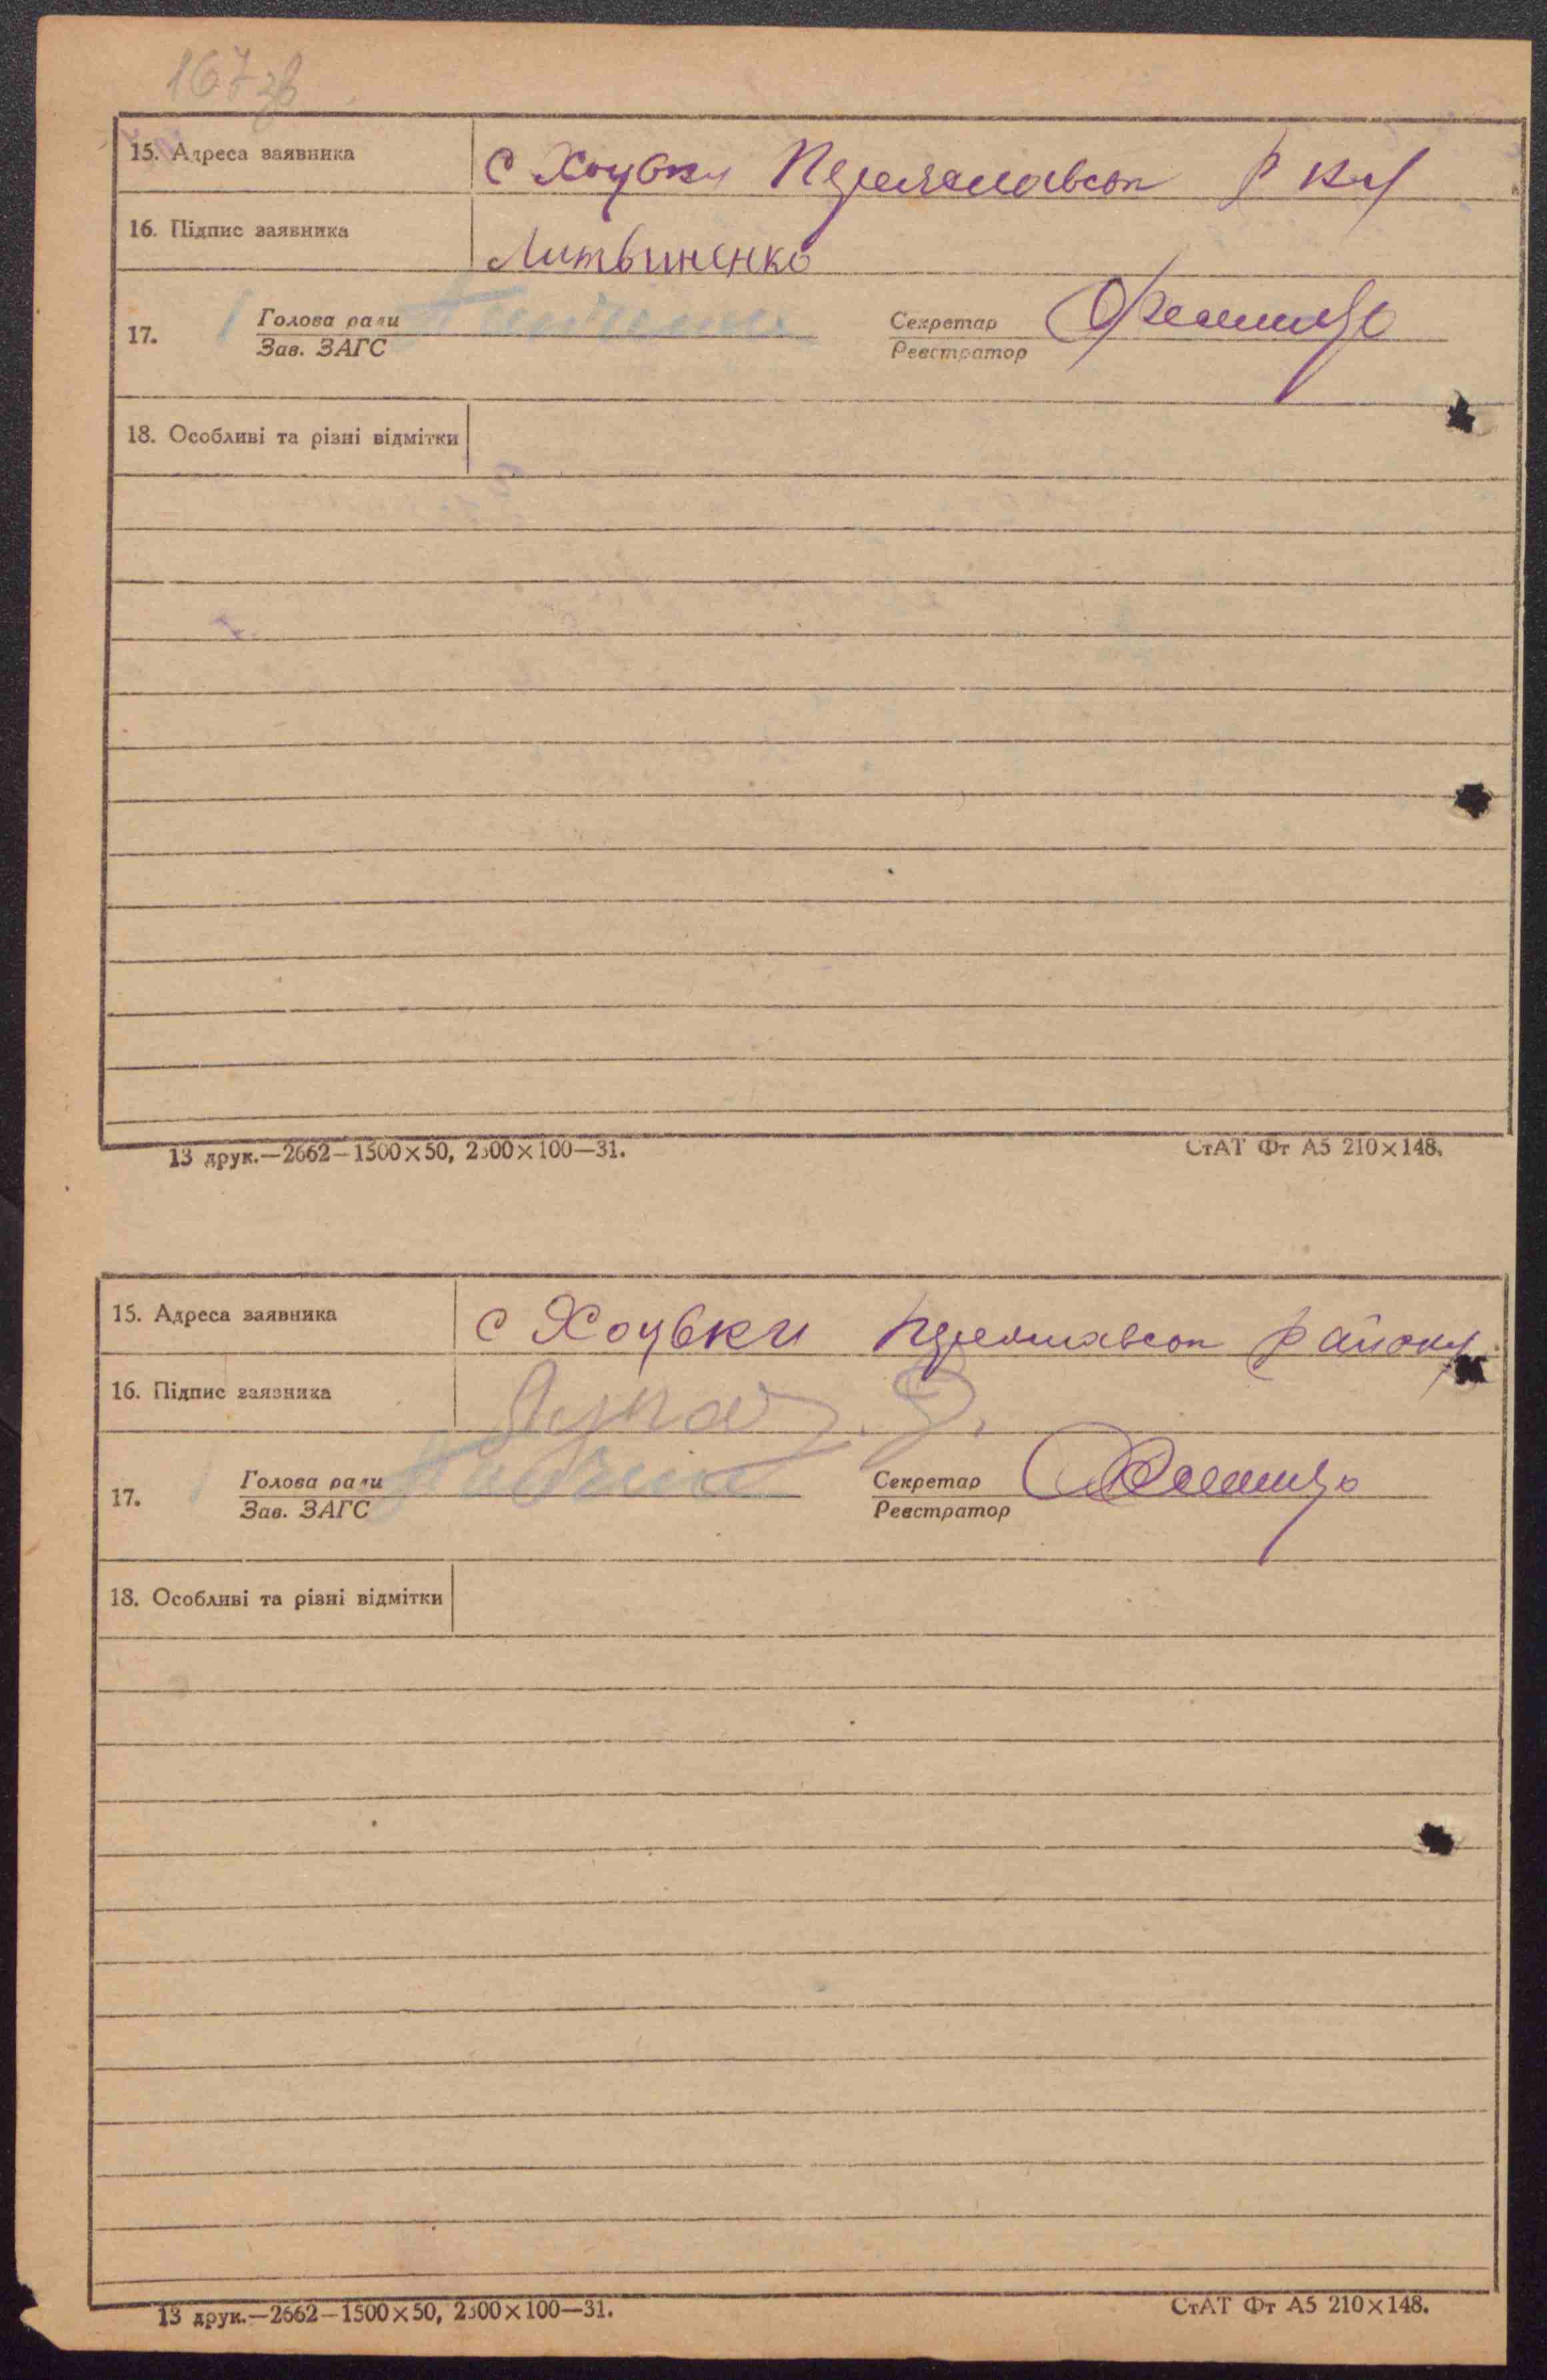 167 зв
15. Адреса заявника С Хоцьки Переяславськ р ну
16. Підпис заявника Литвиненко
17. Голова ради Секретар
Зав. ЗАГС Реєстратор
18. Особливі та різні відмітки
13 друк.—2662—1500×50, 2500×100—31. СтАТ Фт А5 210×148.
15. Адреса заявника С Хоцьки Переяславськ району
16. Підпис заявника
17. Голова ради Секретар
Зав. ЗАГС Реєстратор
18. Особливі та різні відмітки
13 друк.—2662—1500×50, 2500×100—31. СтАТ Фт А5 210×148.